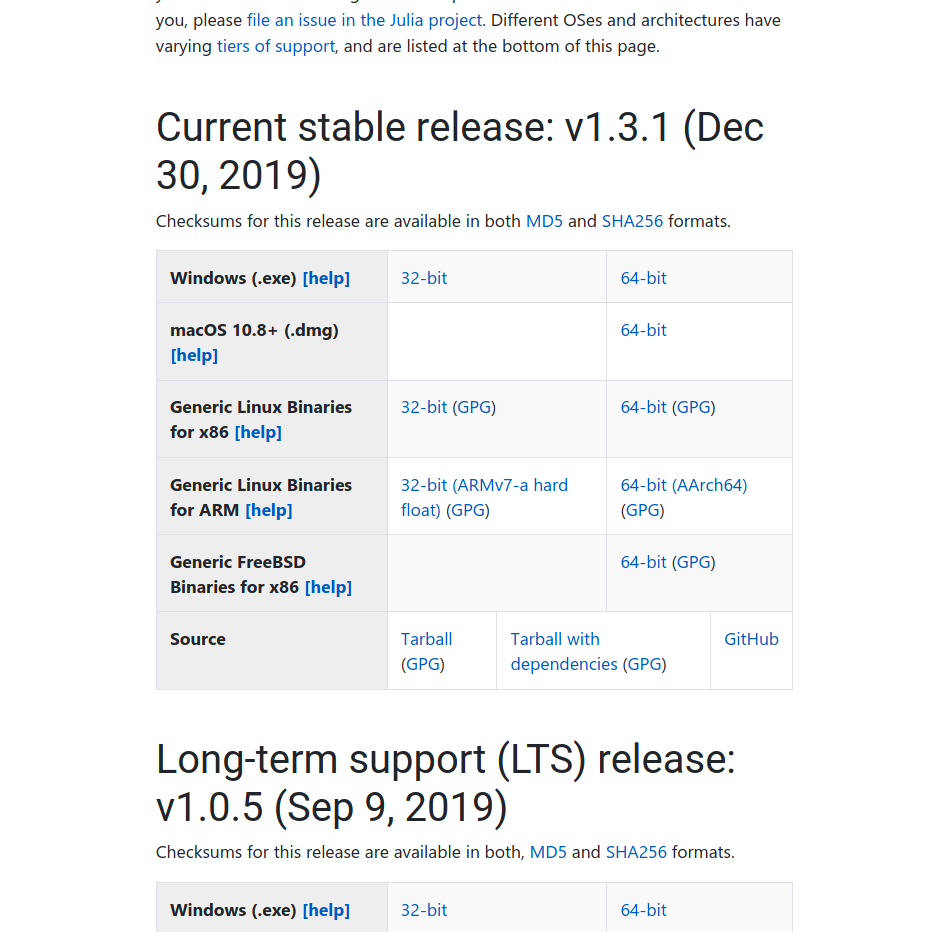 you, please file an issue in the Julia project. Different OSes and architectures have
varying tiers of support, and are listed at the bottom of this page.
Current stable release: v1.3.1 (Dec
30, 2019)
Checksums for this release are available in both MD5 and SHA256 formats.
Windows (.exe) [help] 32-bit 64-bit
macOS 10.8+ (.dmg) 64-bit
[help]
Generic Linux Binaries 32-bit (GPG) 64-bit (GPG)
for x86 [help]
Generic Linux Binaries 32-bit (ARMv7-a hard 64-bit (AArch64)
for ARM [help] float) (GPG) (GPG)
Generic FreeBSD 64-bit (GPG)
Binaries for x86 [help]
Source Tarball Tarball with GitHub
(GPG) dependencies (GPG)
Long-term support (LTS) release:
v1.0.5 (Sep 9, 2019)
Checksums for this release are available in both, MD5 and SHA256 formats.
Windows (.exe) [help] 32-bit 64-bit